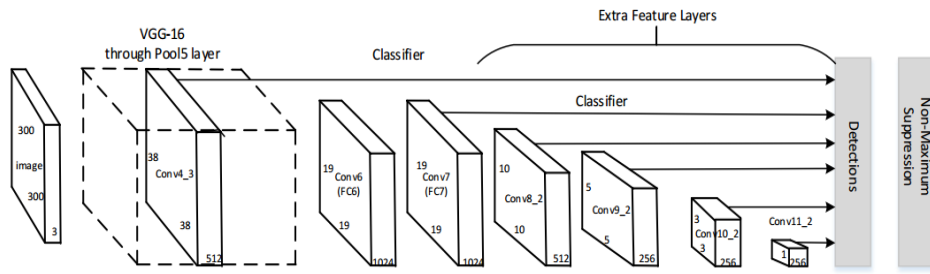 Extra Feature Layers
VGG-16
through Pool5 layer
Classifier
Classifier
300
image
300
3
38
Conv4_3
38
512
19
Conv6
(FC6)
19
1024
19
Conv7
(FC7)
19
1024
10
Conv8_2
10
512
5
Conv9_2
5
256
3
Conv10_2
3
256
Conv11_2
1
256
Detections
Non-Maximum
Suppression